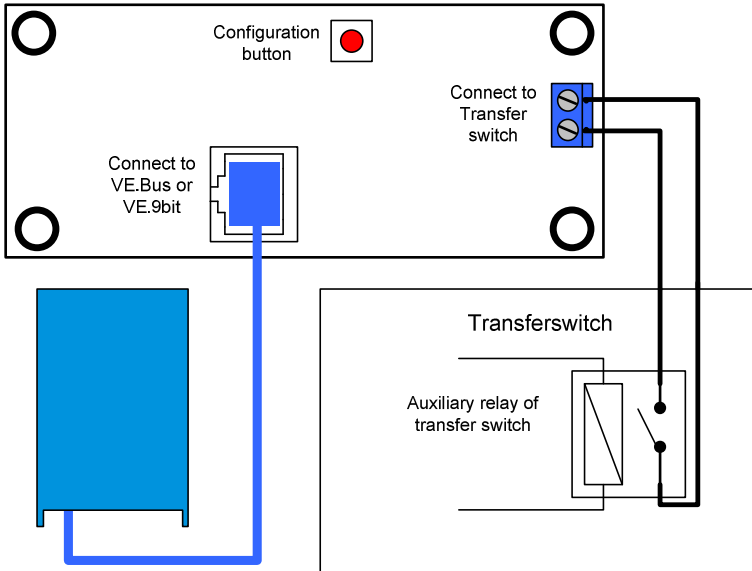 Configuration
button
Connect to
Transfer
switch
Connect to
VE.Bus or
VE.9bit
Transferswitch
Auxiliary relay of
transfer switch